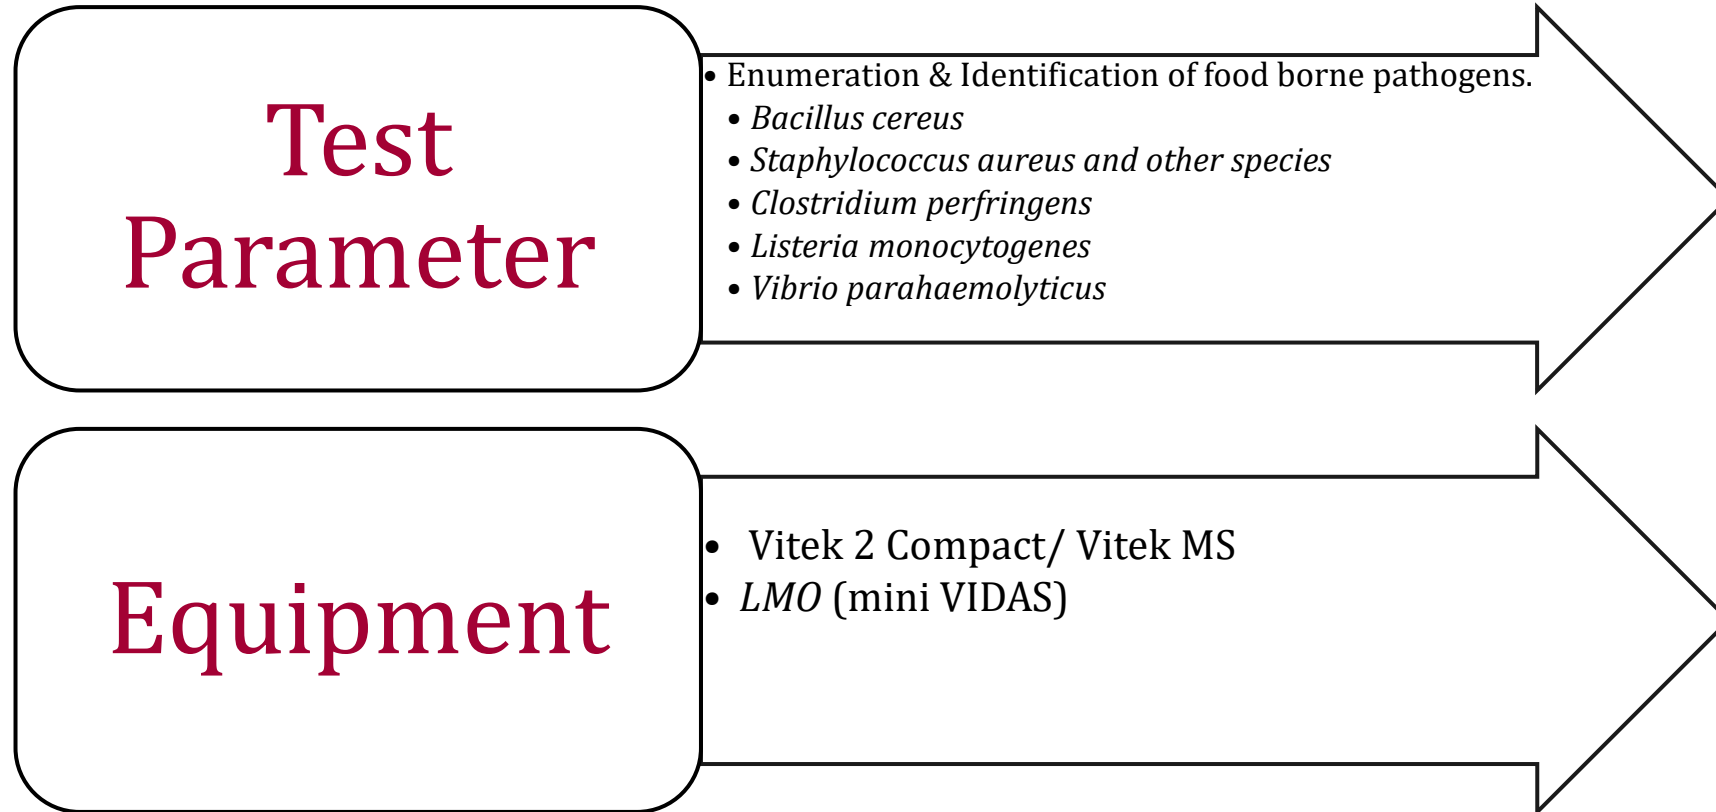 Test
Parameter
• Enumeration & Identification of food borne pathogens.
• Bacillus cereus
• Staphylococcus aureus and other species
• Clostridium perfringens
• Listeria monocytogenes
• Vibrio parahaemolyticus
Equipment
• Vitek 2 Compact/ Vitek MS
• LMO (mini VIDAS)